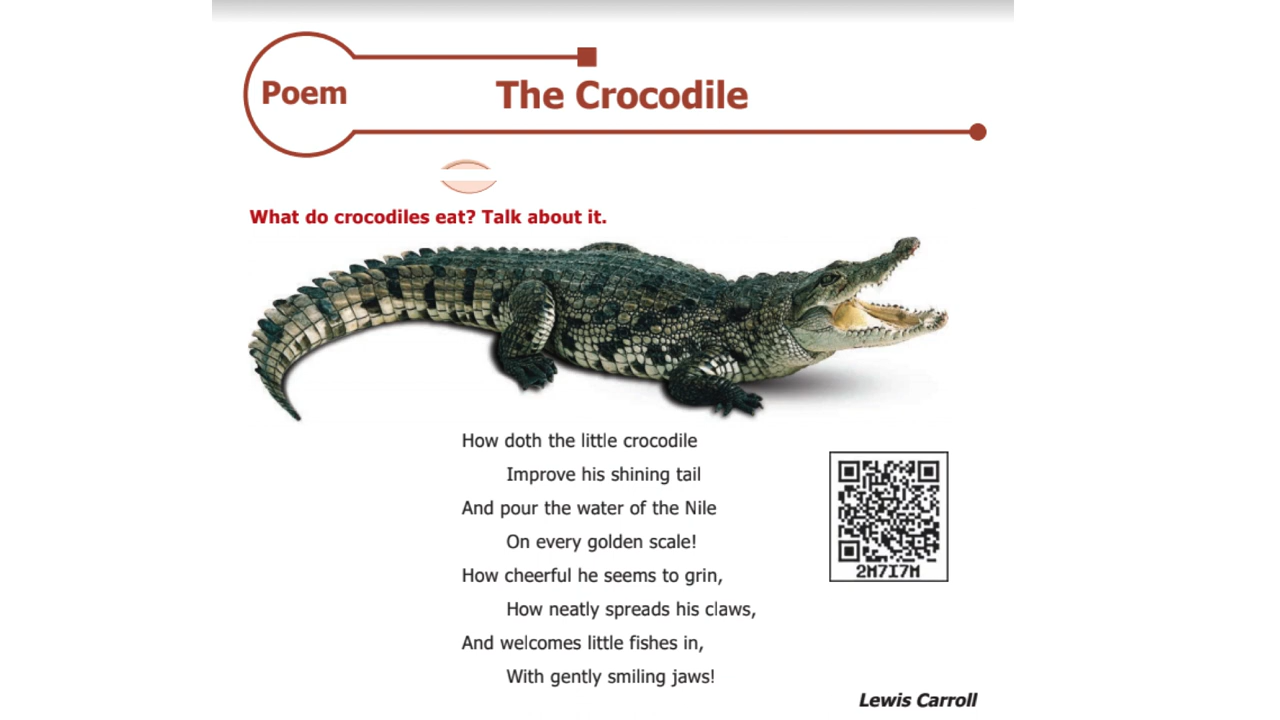 Poem
The Crocodile
What do crocodiles eat? Talk about it.
How doth the little crocodile
Improve his shining tail
And pour the water of the Nile
On every golden scale!
How cheerful he seems to grin,
How neatly spreads his claws,
And welcomes little fishes in,
With gently smiling jaws!
2M7I7M
Lewis Carroll